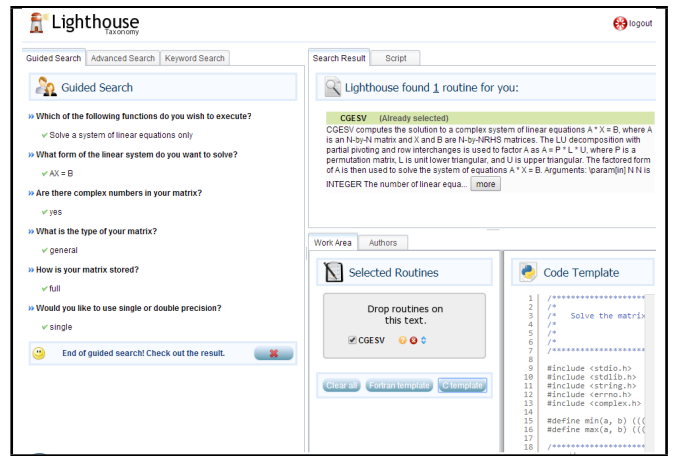 Lighthouse
Taxonomy
logout
Guided Search
Advanced Search
Keyword Search
Guided Search
Which of the following functions do you wish to execute?
Solve a system of linear equations only
What form of the linear system do you want to solve?
AX = B
Are there complex numbers in your matrix?
yes
What is the type of your matrix?
general
How is your matrix stored?
full
Would you like to use single or double precision?
single
End of guided search! Check out the result.
Search Result
Script
Lighthouse found 1 routine for you:
CGESV (Already selected)
CGESV computes the solution to a complex system of linear equations A * X = B, where A
is an N-by-N matrix and X and B are N-by-NRHS matrices. The LU decomposition with
partial pivoting and row interchanges is used to factor A as A = P * L * U, where P is a
permutation matrix, L is unit lower triangular, and U is upper triangular. The factored form
of A is then used to solve the system of equations A * X = B. Arguments: \param[in] N N is
INTEGER The number of linear equa... more
Work Area
Authors
Selected Routines
Drop routines on
this text.
CGESV
Clear all
Fortran template
C template
Code Template
1 /*********************
2 /*
3 /* Solve the matrix
4 /*
5 /*
6 /*
7 /*********************
8
9 #include <stdio.h>
10 #include <stdlib.h>
11 #include <string.h>
12 #include <errno.h>
13 #include <complex.h>
14
15 #define min(a, b) (((
16 #define max(a, b) (((
17
18 /*********************